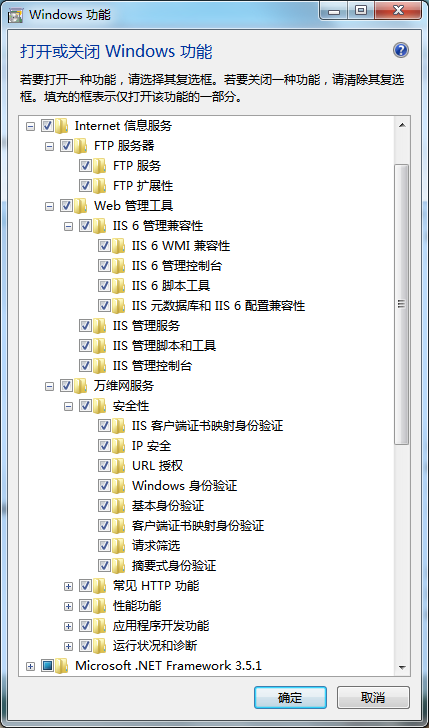 Windows 功能
打开或关闭 Windows 功能
若要打开一种功能，请选择其复选框。若要关闭一种功能，请清除其复选
框。填充的框表示仅打开该功能的一部分。
Internet 信息服务
FTP 服务器
FTP 服务
FTP 扩展性
Web 管理工具
IIS 6 管理兼容性
IIS 6 WMI 兼容性
IIS 6 管理控制台
IIS 6 脚本工具
IIS 元数据库和 IIS 6 配置兼容性
IIS 管理服务
IIS 管理脚本和工具
IIS 管理控制台
万维网服务
安全性
IIS 客户端证书映射身份验证
IP 安全
URL 授权
Windows 身份验证
基本身份验证
客户端证书映射身份验证
请求筛选
摘要式身份验证
常见 HTTP 功能
性能功能
应用程序开发功能
运行状况和诊断
Microsoft .NET Framework 3.5.1
确定
取消